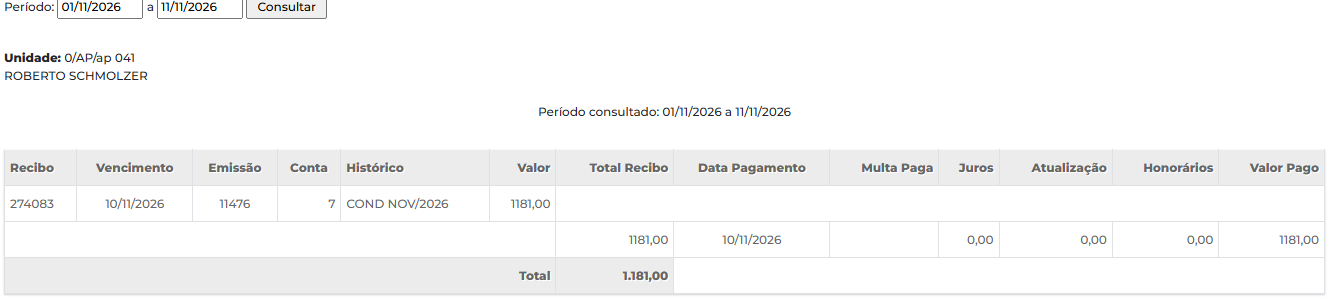 Período: 01/11/2026 a 11/11/2026 Consultar
Unidade: 0/AP/ap 041
ROBERTO SCHMOLZER
Período consultado: 01/11/2026 a 11/11/2026
Recibo Vencimento Emissão Conta Histórico Valor Total Recibo Data Pagamento Multa Paga Juros Atualização Honorários Valor Pago
274083 10/11/2026 11476 7 COND NOV/2026 1181,00
1181,00 10/11/2026 0,00 0,00 0,00 1181,00
Total 1.181,00